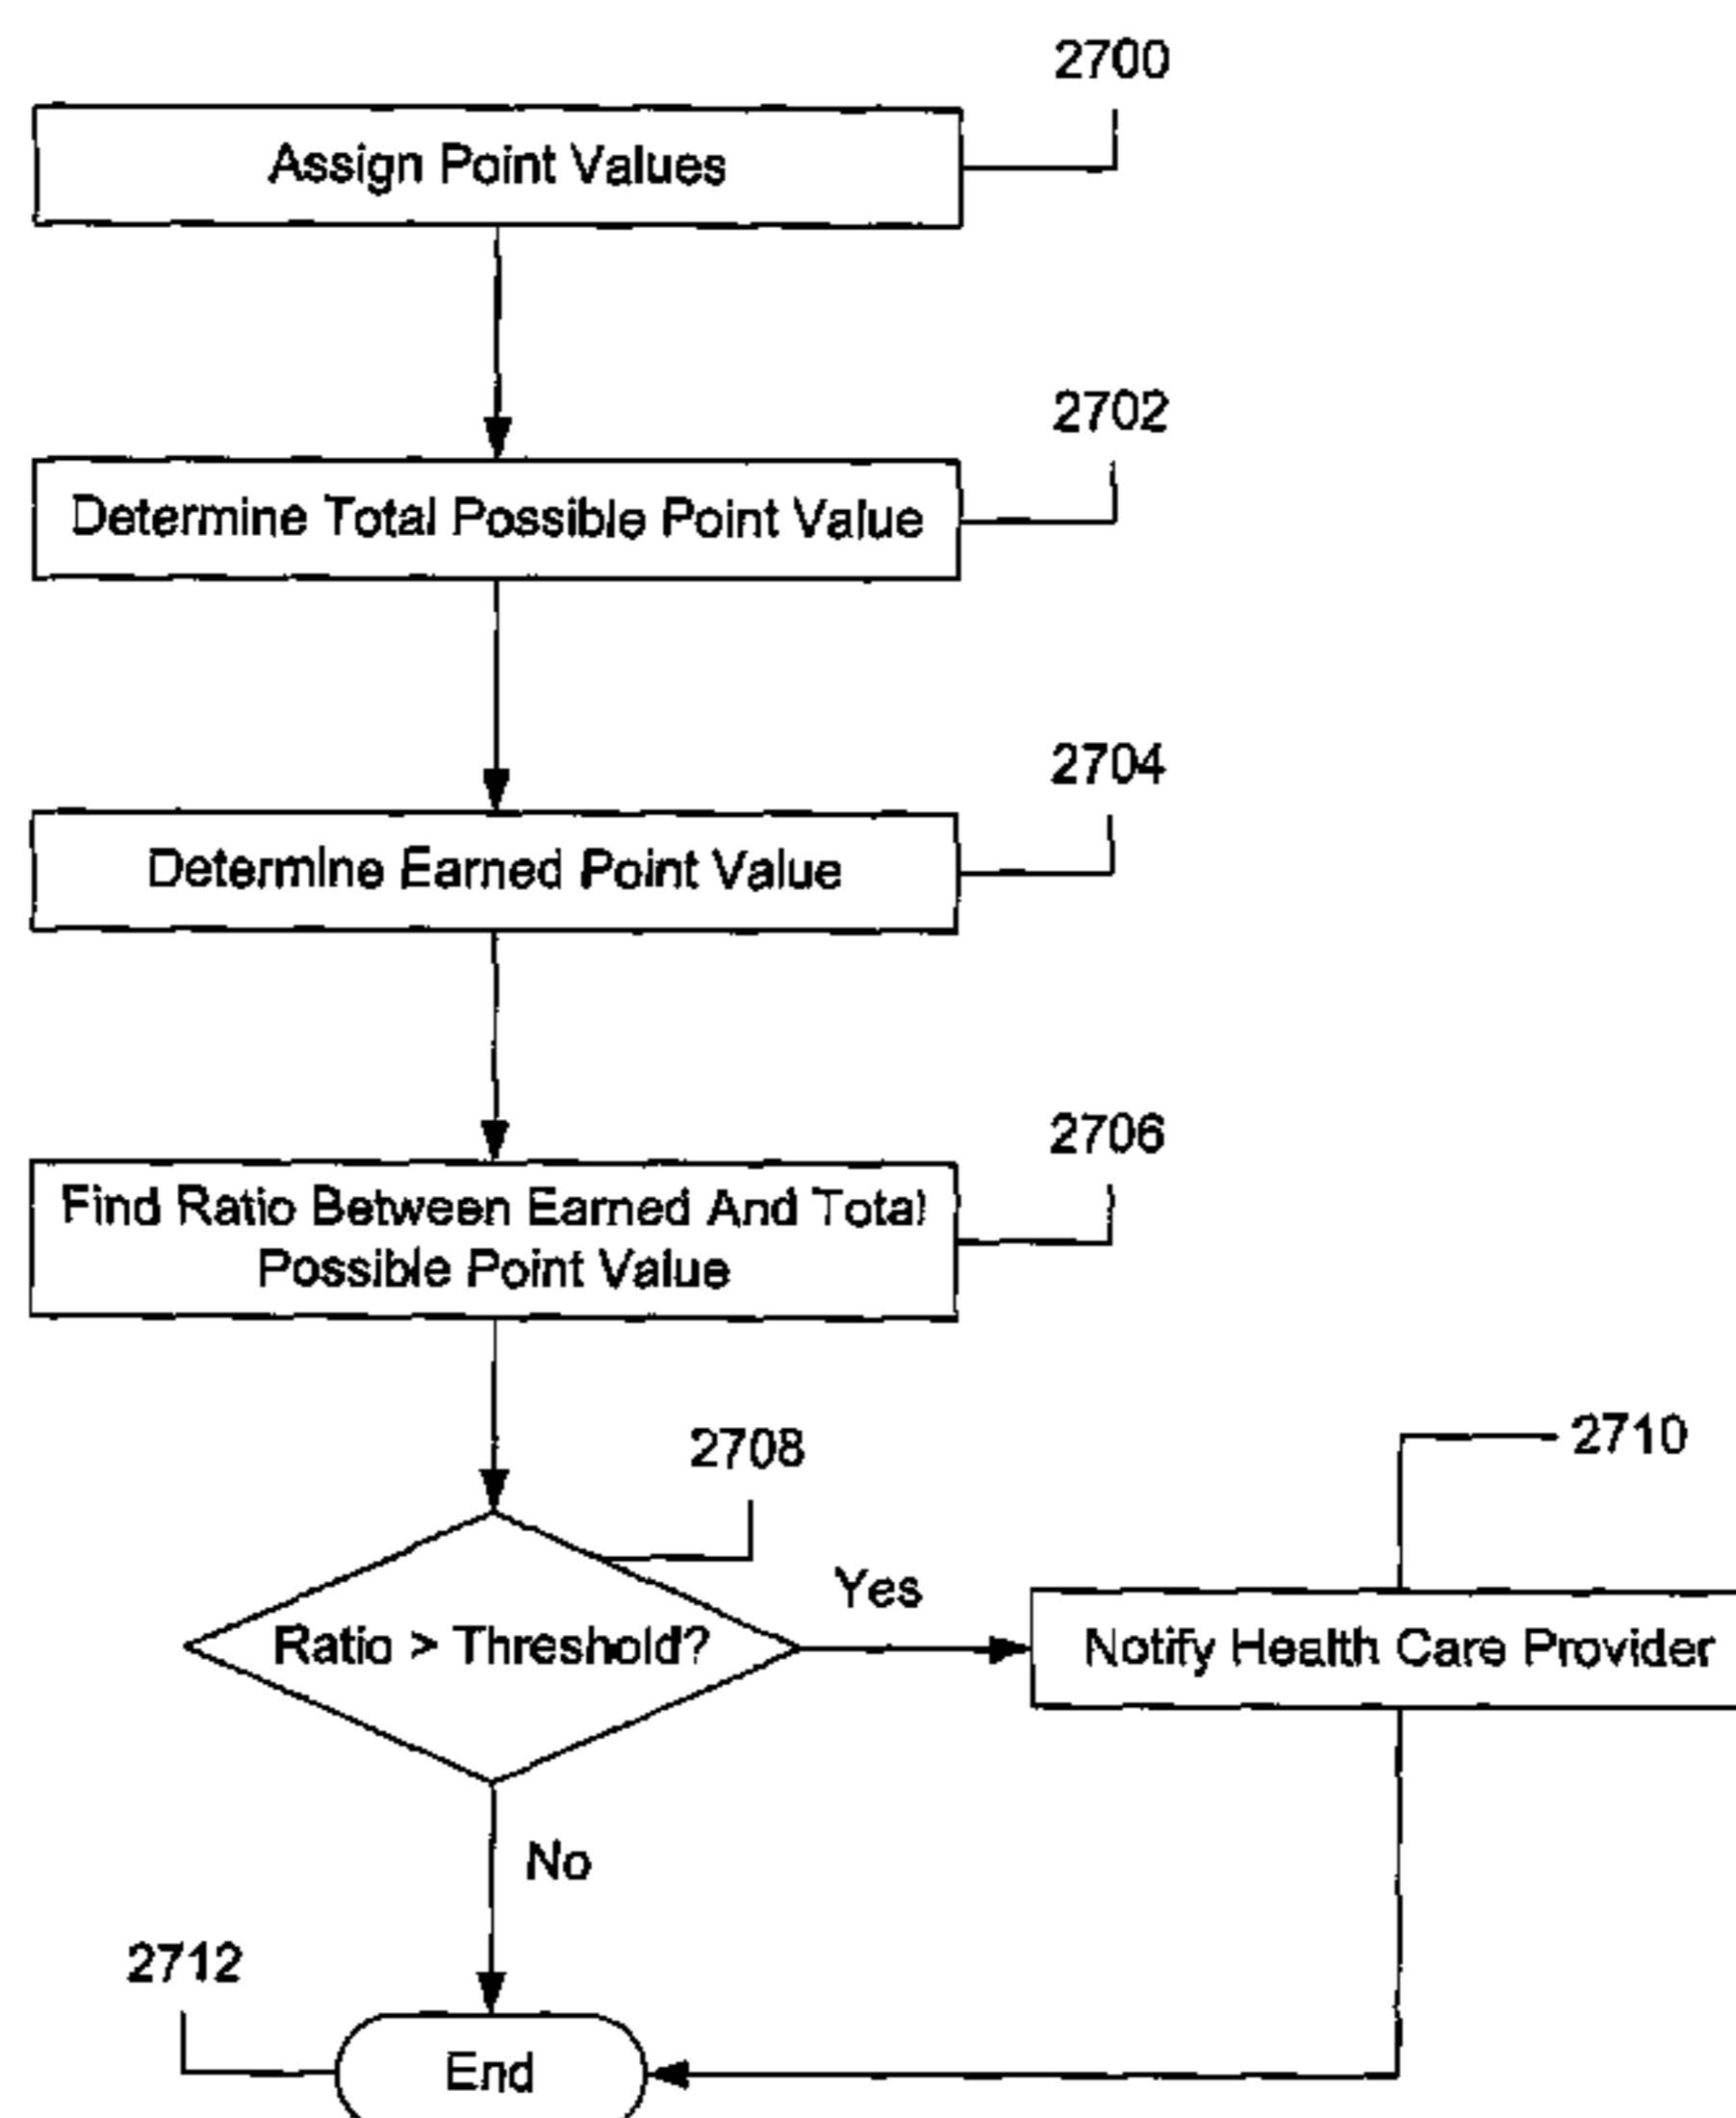 2700
Assign Point Values
2702
Determine Total Possible Point Value
2704
Determine Earned Point Value
2706
Find Ratio Between Earned And Total
Possible Point Value
2708
2710
Yes
Ratio > Threshold?
Notify Health Care Provider
No
2712
End